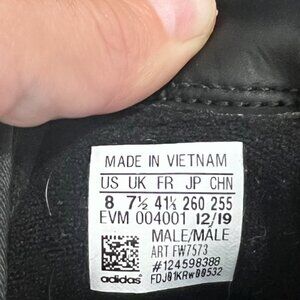 MADE IN VIETNAM
US UK FR JP CHN
8 7½ 41⅓ 260 255
EVM 004001 12/19
MALE/MALE
ART FW7573
#124598388
adidas FDJ01KRw00532